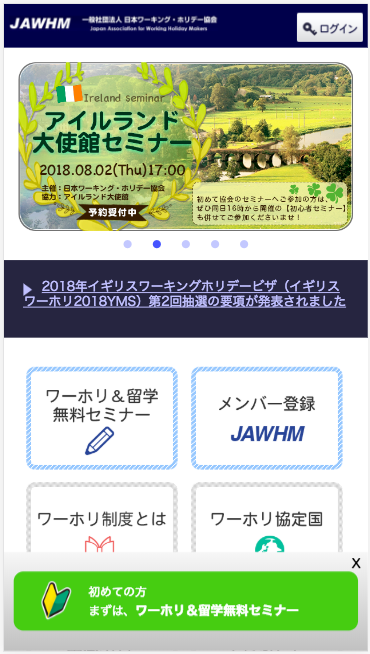 JAWHM 一般社団法人 日本ワーキング・ホリデー協会
Japan Association for Working Holiday Makers
ログイン
Ireland seminar
アイルランド
大使館セミナー
2018.08.02(Thu)17:00
主催:日本ワーキング・ホリデー協会
協力:アイルランド大使館
予約受付中
初めて協会のセミナーへご参加の方は、
ぜひ同日16時から開催の【初心者セミナー】
も併せてご参加くださいませ!
2018年イギリスワーキングホリデービザ(イギリス
ワーホリ2018YMS)第2回抽選の要項が発表されました
ワーホリ&留学
無料セミナー
メンバー登録
JAWHM
ワーホリ制度とは
ワーホリ協定国
X
初めての方
まずは、ワーホリ&留学無料セミナー